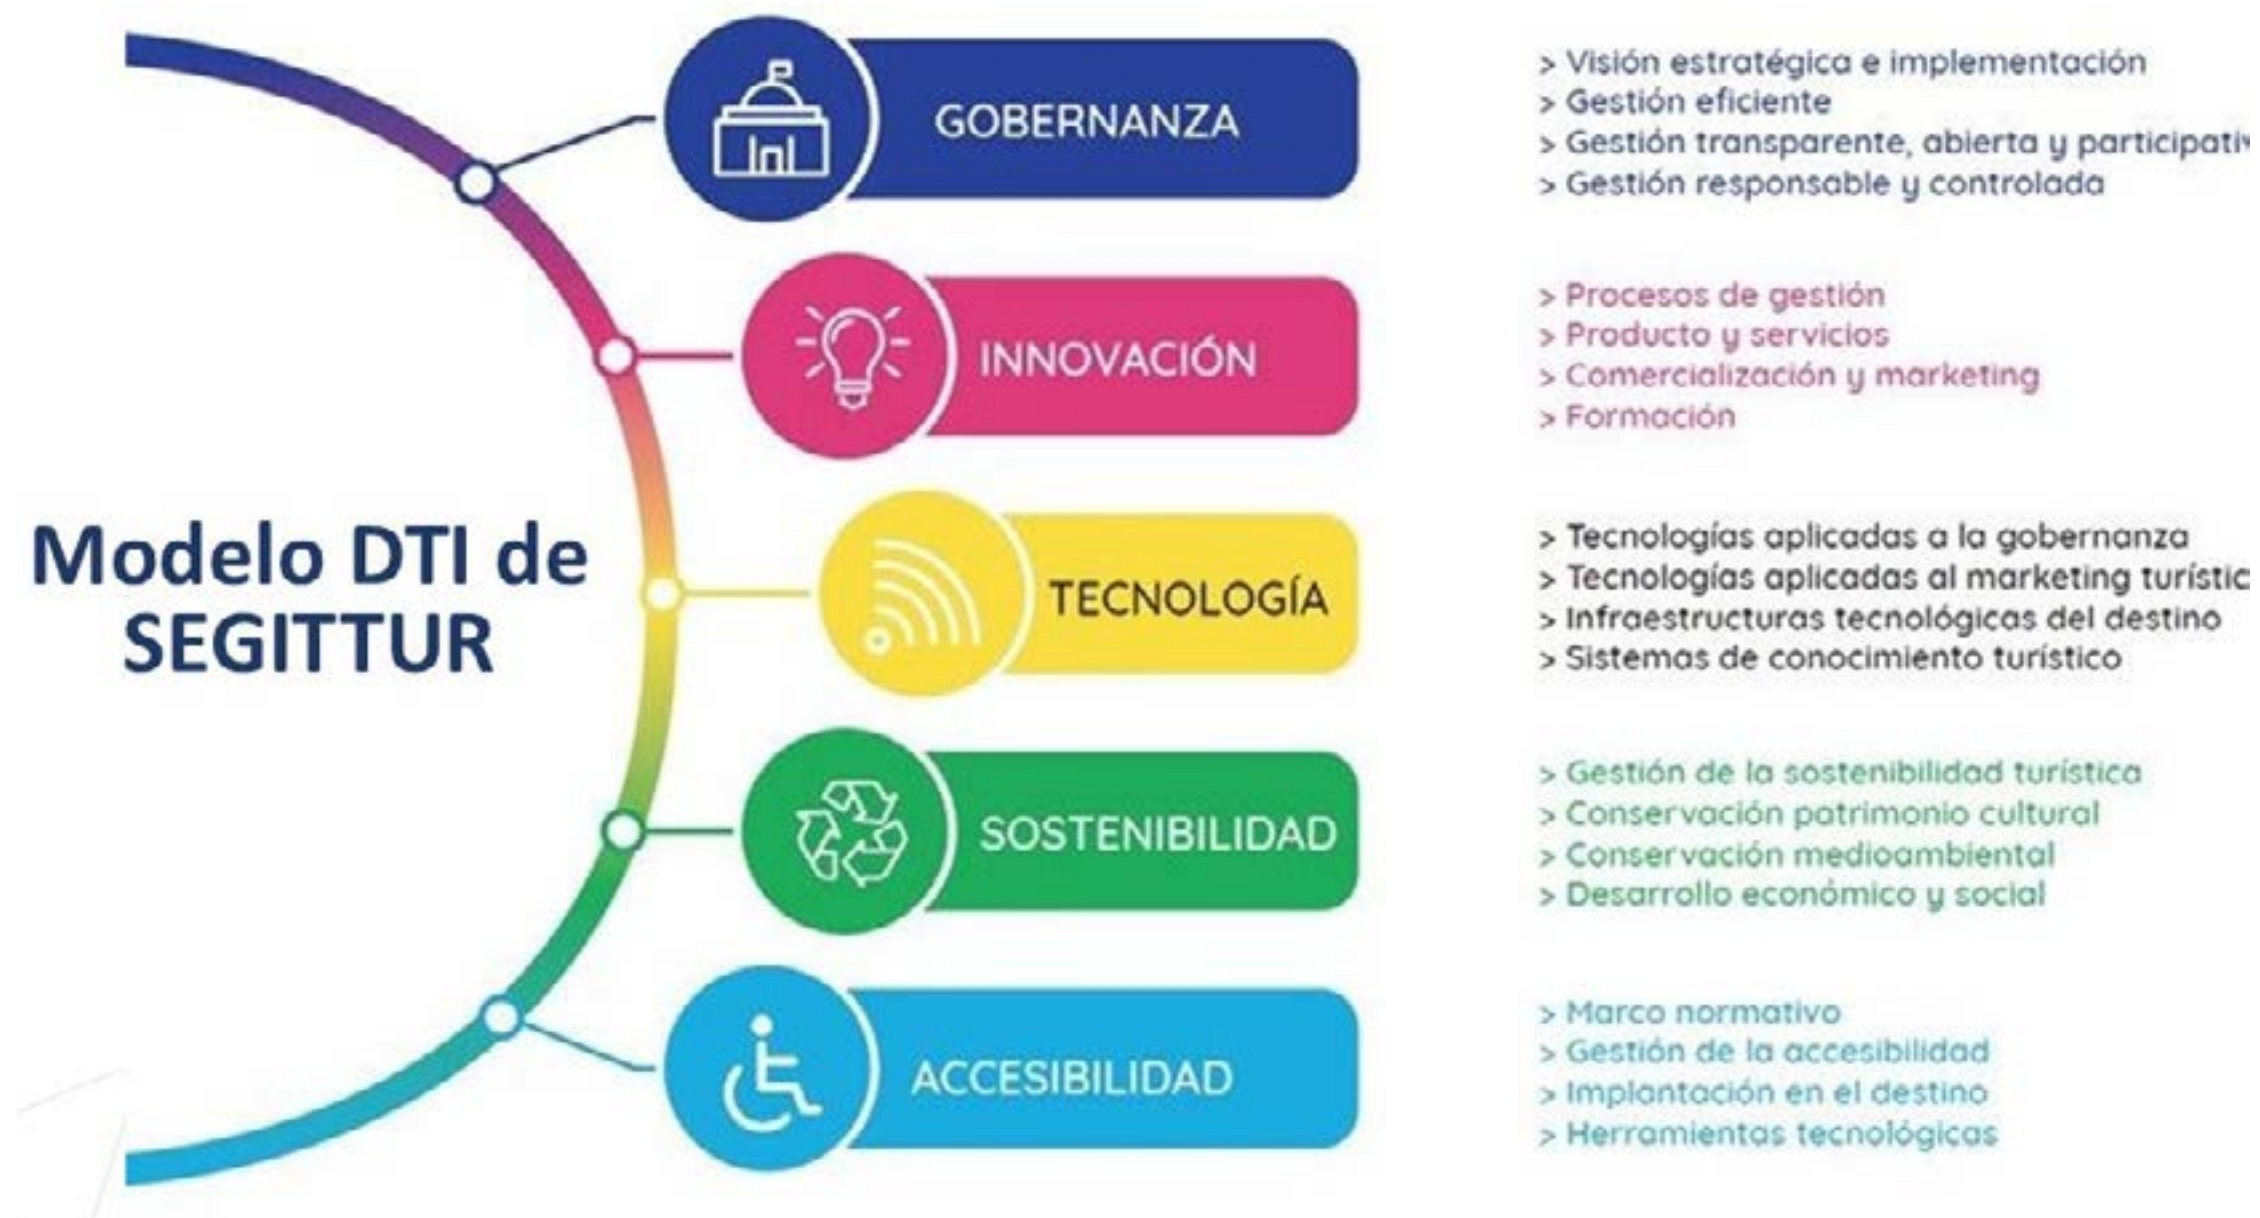 Modelo DTI de
SEGITTUR
GOBERNANZA
> Visión estratégica e implementación
> Gestión eficiente
> Gestión transparente, abierta y
> Gestión responsable y controlada
INNOVACIÓN
> Procesos de gestión
> Producto y servicios
> Comercialización y marketing
> Formación
TECNOLOGÍA
> Tecnologías aplicadas a la gobernanza
> Tecnologías aplicadas al marketing
> Infraestructuras tecnológicas del destino
> Sistemas de conocimiento turístico
SOSTENIBILIDAD
> Gestión de la sostenibilidad turística
> Conservación patrimonio cultural
> Conservación medioambiental
> Desarrollo económico y social
ACCESIBILIDAD
> Marco normativo
> Gestión de la accesibilidad
> Implantación en el destino
> Herramientas tecnológicas